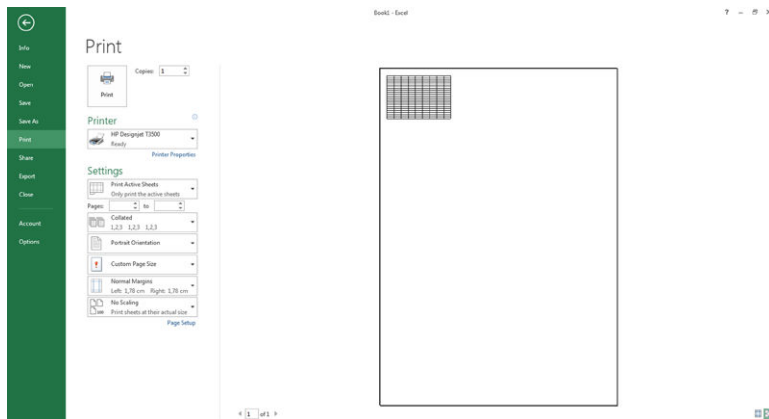 Book1 - Excel
?
Info
New
Open
Save
Save As
Print
Share
Export
Close
Account
Options
Print
Copies: 1
Print
Printer
HP Designjet T3500
Ready
Printer Properties
Settings
Print Active Sheets
Only print the active sheets
Pages: to
Collated
1,2,3 1,2,3 1,2,3
Portrait Orientation
Custom Page Size
Normal Margins
Left: 1,78 cm Right: 1,78 cm
No Scaling
Print sheets at their actual size
Page Setup
1 of 1